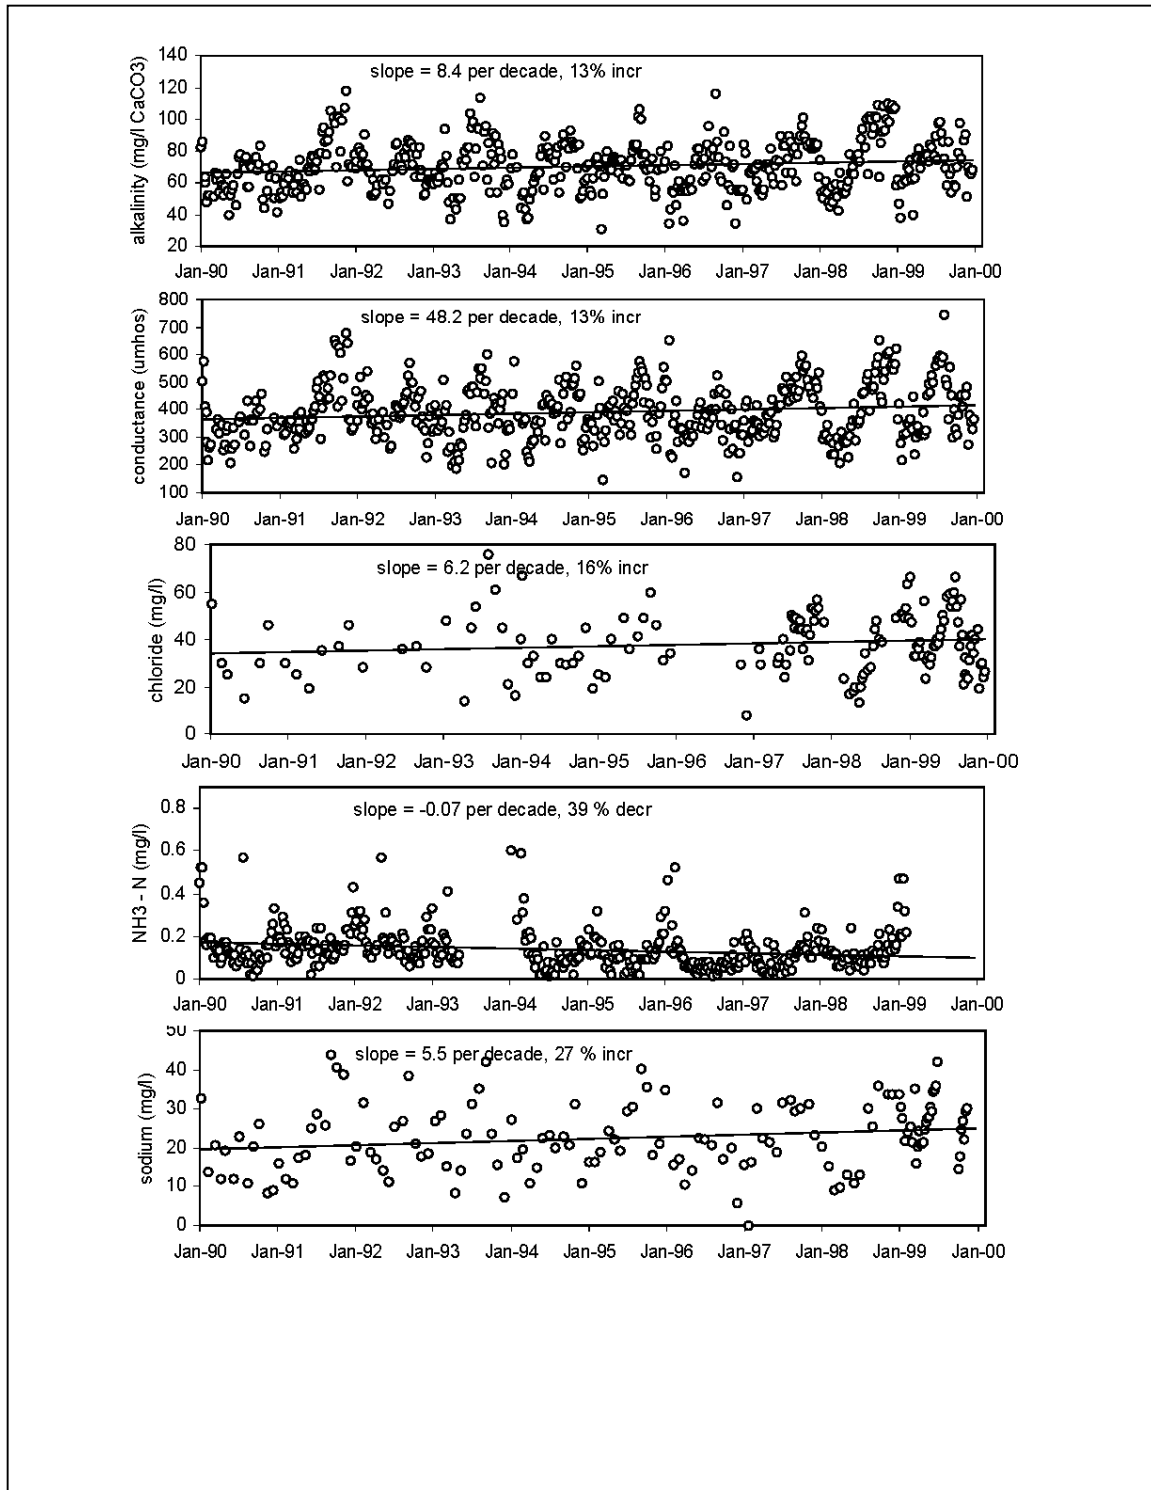 140
slope = 8.4 per decade, 13% incr
120
100
80
60
40
20
alkalinity (mg/l CaCO3)
Jan-90 Jan-91 Jan-92 Jan-93 Jan-94 Jan-95 Jan-96 Jan-97 Jan-98 Jan-99 Jan-00
800
slope = 48.2 per decade, 13% incr
700
600
500
400
300
200
100
conductance (umhos)
Jan-90 Jan-91 Jan-92 Jan-93 Jan-94 Jan-95 Jan-96 Jan-97 Jan-98 Jan-99 Jan-00
80
slope = 6.2 per decade, 16% incr
60
40
20
0
chloride (mg/l)
Jan-90 Jan-91 Jan-92 Jan-93 Jan-94 Jan-95 Jan-96 Jan-97 Jan-98 Jan-99 Jan-00
slope = -0.07 per decade, 39 % decr
0.8
0.6
0.4
0.2
0
NH3 - N (mg/l)
Jan-90 Jan-91 Jan-92 Jan-93 Jan-94 Jan-95 Jan-96 Jan-97 Jan-98 Jan-99 Jan-00
50
slope = 5.5 per decade, 27 % incr
40
30
20
10
0
sodium (mg/l)
Jan-90 Jan-91 Jan-92 Jan-93 Jan-94 Jan-95 Jan-96 Jan-97 Jan-98 Jan-99 Jan-00